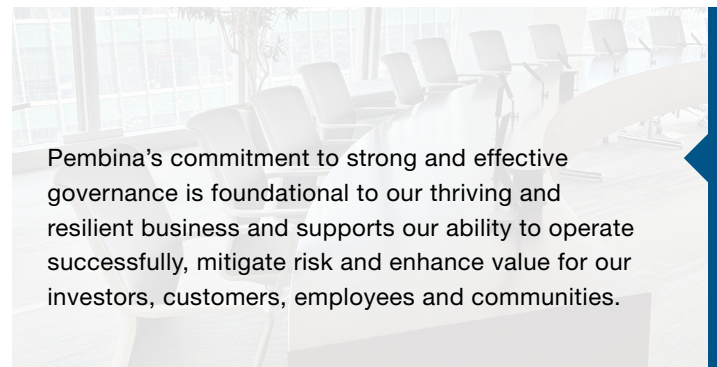 Pembina’s commitment to strong and effective
governance is foundational to our thriving and
resilient business and supports our ability to operate
successfully, mitigate risk and enhance value for our
investors, customers, employees and communities.